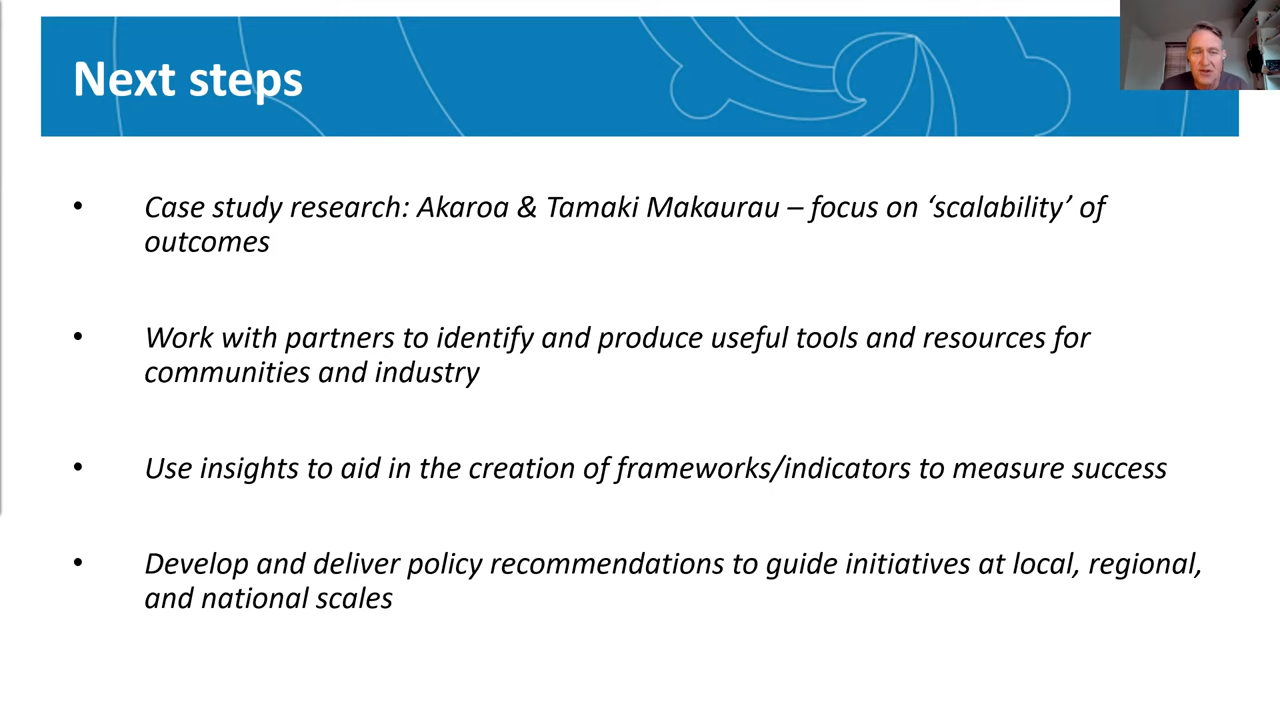 Next steps
• Case study research: Akaroa & Tamaki Makaurau – focus on ‘scalability’ of
outcomes
• Work with partners to identify and produce useful tools and resources for
communities and industry
• Use insights to aid in the creation of frameworks/indicators to measure success
• Develop and deliver policy recommendations to guide initiatives at local, regional,
and national scales